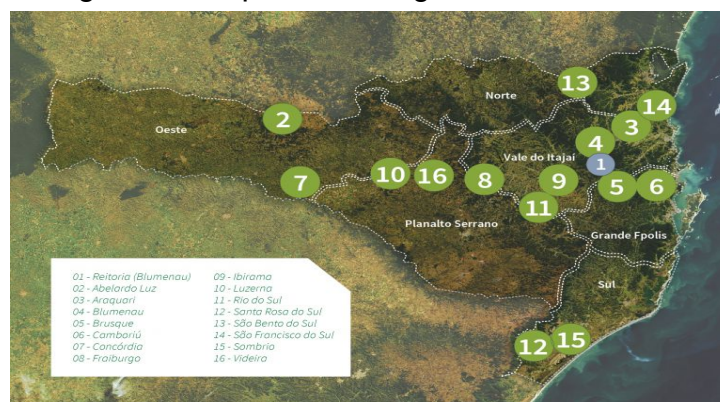 Norte
13
14
3
Oeste
2
4
Vale do Itajaí
1
10
16
8
9
7
5
6
11
Planalto Serrano
Grande Fpolis
Sul
01 - Reitoria (Blumenau)
02 - Abelardo Luz
03 - Araquari
04 - Blumenau
05 - Brusque
06 - Camboriú
07 - Concórdia
08 - Fraiburgo
09 - Ibirama
10 - Luzerna
11 - Rio do Sul
12 - Santa Rosa do Sul
13 - São Bento do Sul
14 - São Francisco do Sul
15 - Sombrio
16 - Videira
12
15